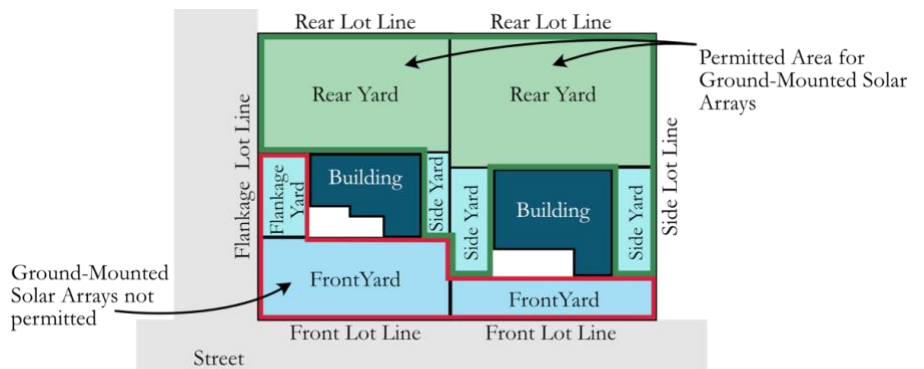 Rear Lot Line
Rear Lot Line
Permitted Area for
Ground-Mounted Solar
Arrays
Rear Yard
Rear Yard
Flankage Lot Line
Side Lot Line
Flankage
Yard
Building
Side Yard
Side Yard
Building
Side Yard
Ground-Mounted
Solar Arrays not
permitted
FrontYard
FrontYard
Front Lot Line
Front Lot Line
Street